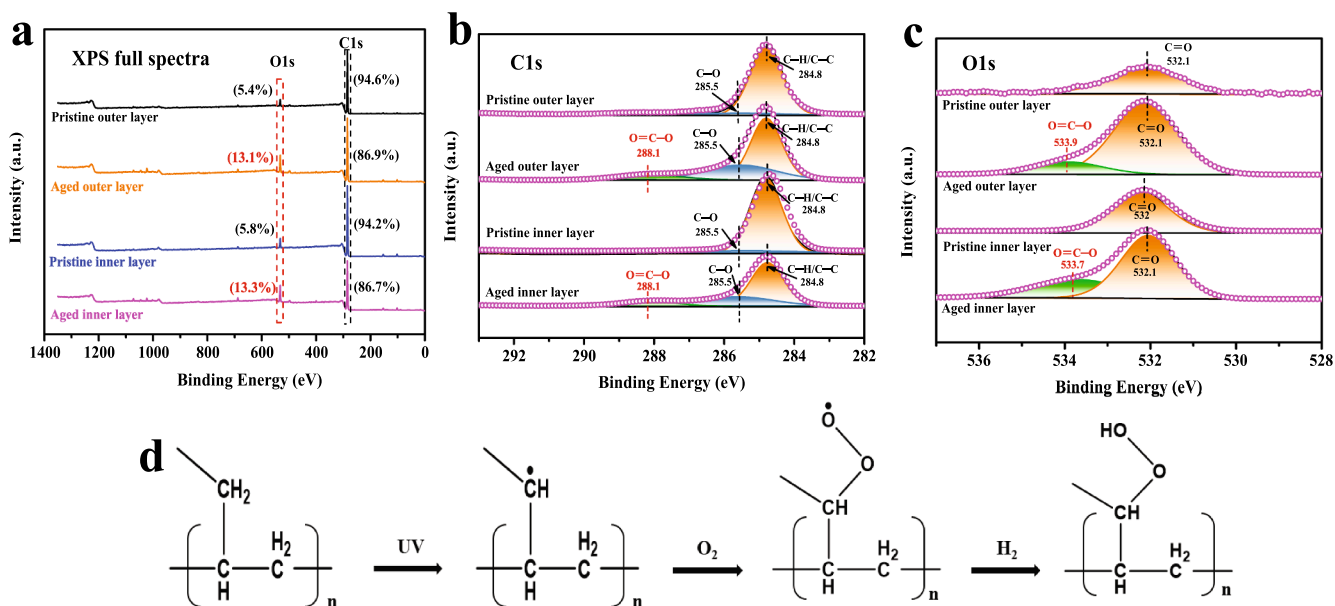 a
XPS full spectra
O1s
C1s
(5.4%)
(94.6%)
Pristine outer layer
(13.1%)
(86.9%)
Aged outer layer
(5.8%)
(94.2%)
Pristine inner layer
(13.3%)
(86.7%)
Aged inner layer
1400 1200 1000 800 600 400 200 0
Binding Energy (eV)
Intensity (a.u.)
b
C1s
C—O
285.5
C—H/C—C
284.8
Pristine outer layer
O=C—O
288.1
C—O
285.5
C—H/C—C
284.8
Aged outer layer
C—O
285.5
C—H/C—C
284.8
Pristine inner layer
O=C—O
288.1
C—O
285.5
C—H/C—C
284.8
Aged inner layer
292 290 288 286 284 282
Binding Energy (eV)
Intensity (a.u.)
c
O1s
C=O
532.1
Pristine outer layer
O=C—O
533.9
C=O
532.1
Aged outer layer
C=O
532
Pristine inner layer
O=C—O
533.7
C=O
532.1
Aged inner layer
536 534 532 530 528
Binding Energy (eV)
Intensity (a.u.)
d
CH2
H2
C
C
H
n
UV
•
CH
H2
C
C
H
n
O2
•
O
O
CH
H2
C
C
H
n
H2
HO
O
CH
H2
C
C
H
n